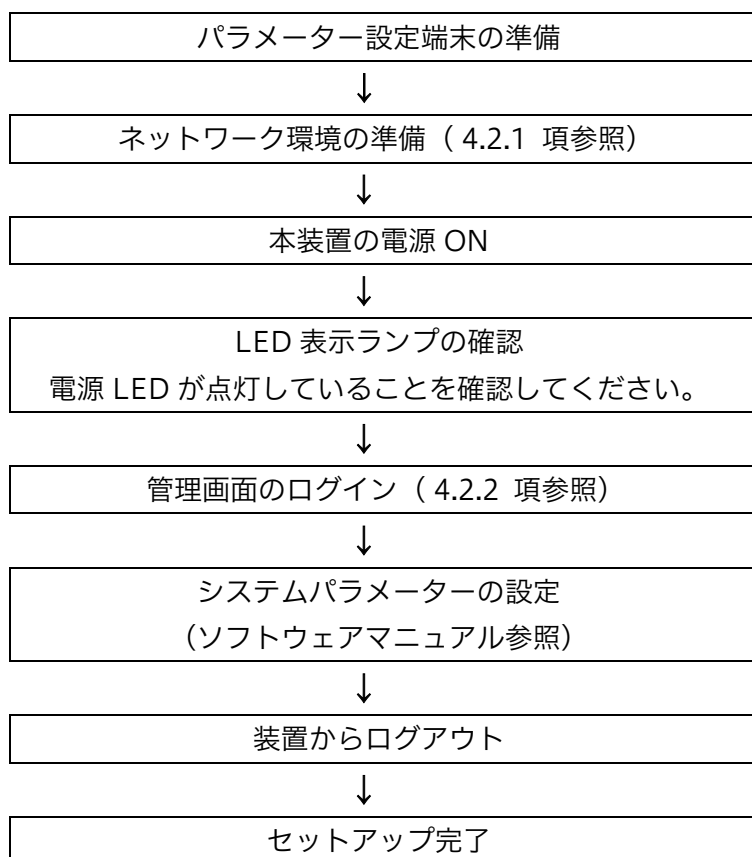 パラメーター設定端末の準備
↓
ネットワーク環境の準備（ 4.2.1 項参照）
↓
本装置の電源 ON
↓
LED 表示ランプの確認
電源 LED が点灯していることを確認してください。
↓
管理画面のログイン（ 4.2.2 項参照）
↓
システムパラメーターの設定
（ソフトウェアマニュアル参照）
↓
装置からログアウト
↓
セットアップ完了